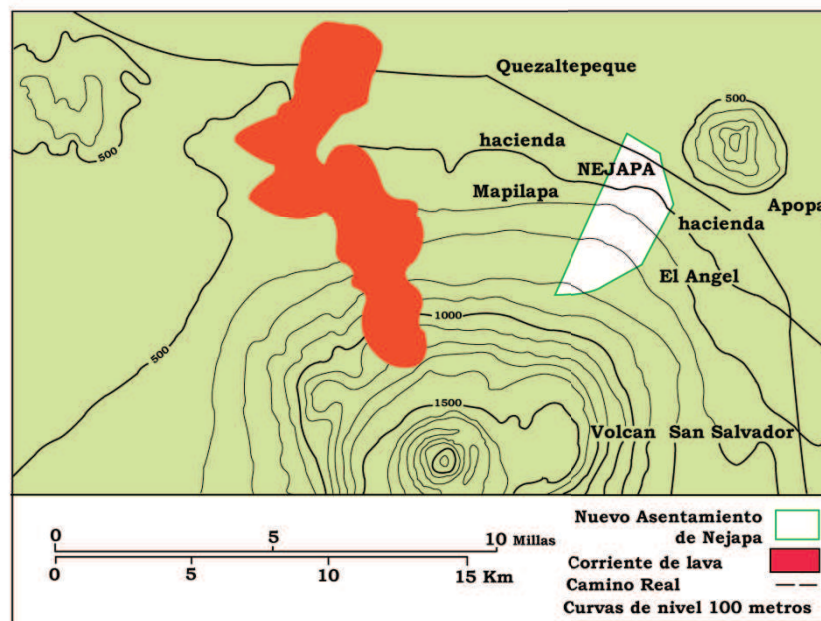 Quezaltepeque
500
500
hacienda
NEJAPA
Mapilapa
Apopa
hacienda
El Angel
1000
500
1500
Volcan San Salvador
0 5 10 Millas
0 5 10 15 Km
Nuevo Asentamiento
de Nejapa
Corriente de lava
Camino Real
Curvas de nivel 100 metros